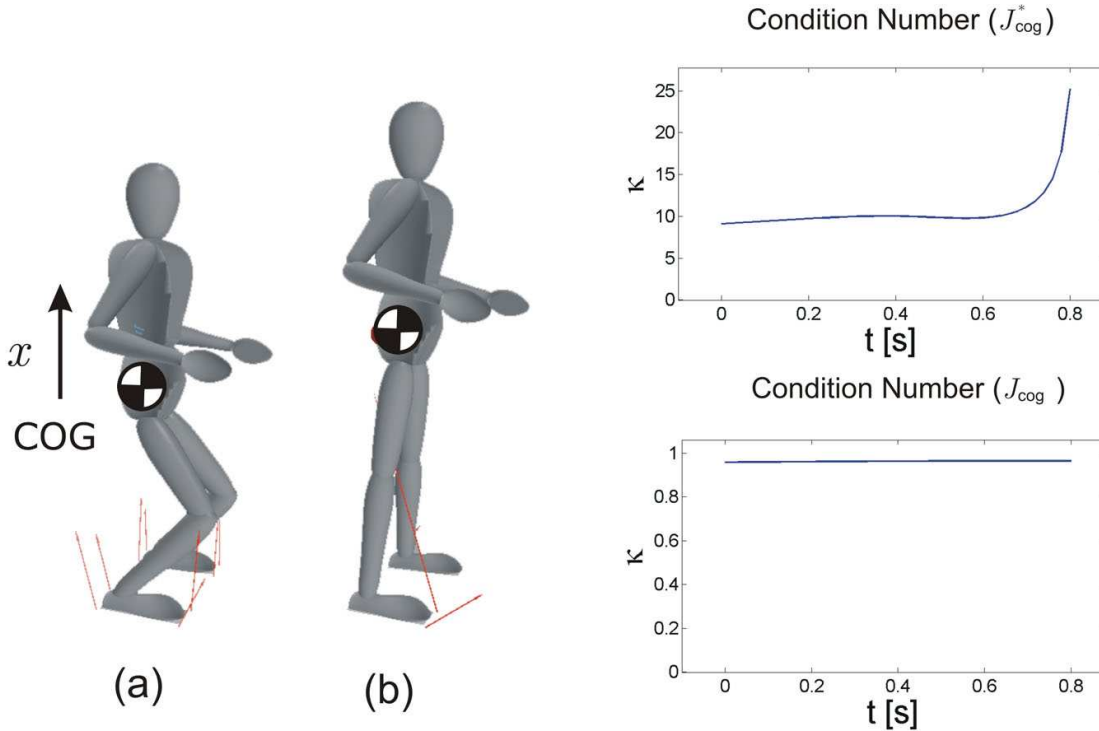 x
COG
(a)
(b)
Condition Number (J*cog)
25
20
15
10
5
0
κ
0 0.2 0.4 0.6 0.8
t [s]
Condition Number (Jcog )
1
0.8
0.6
0.4
0.2
0
κ
0 0.2 0.4 0.6 0.8
t [s]